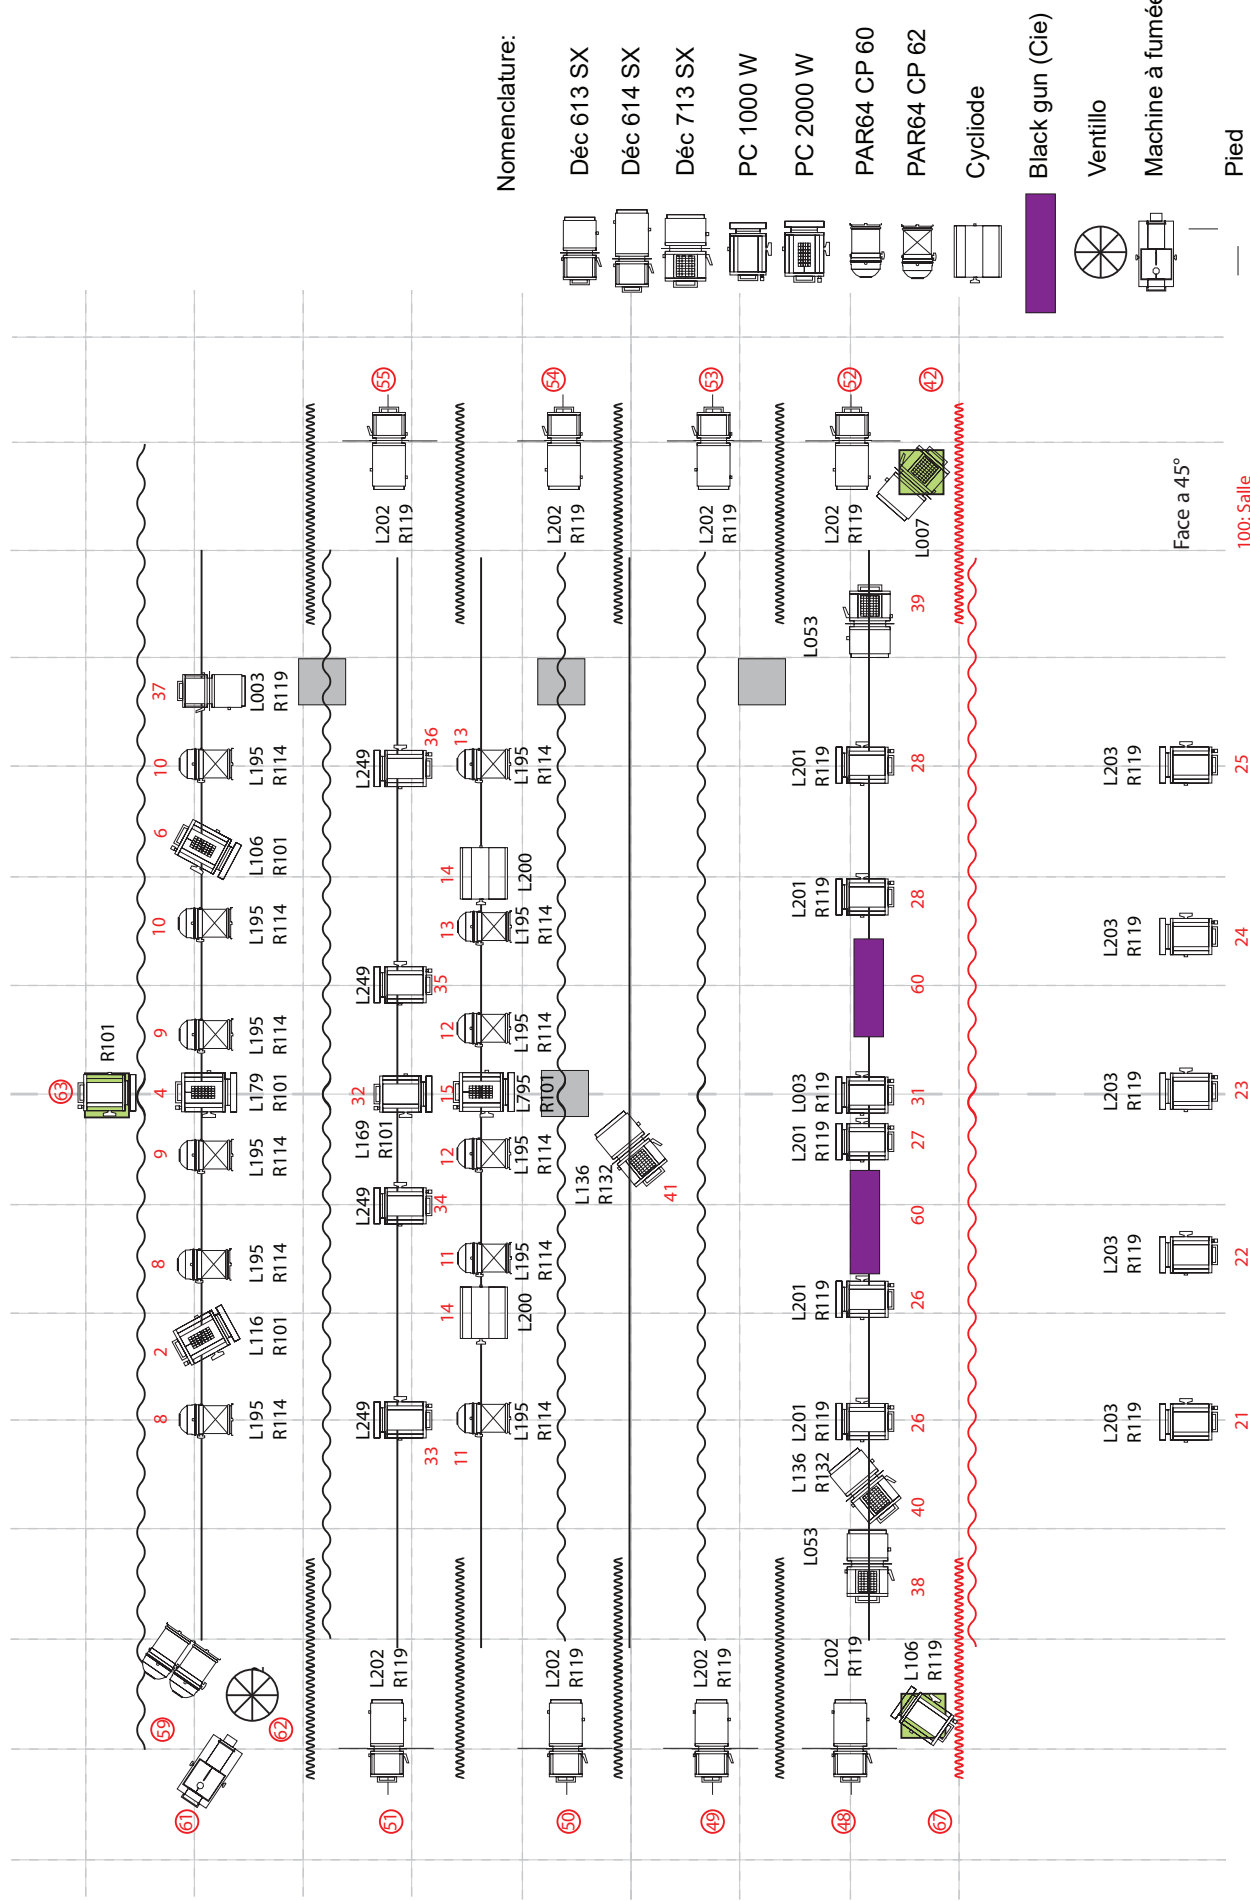 63
R101
59
61
62
8
L195
R114
2
L116
R101
8
L195
R114
9
L195
R114
4
L179
R101
9
L195
R114
10
L195
R114
6
L106
R101
10
L195
R114
37
L003
R119
51
L202
R119
L249
33
L249
34
32
L169
R101
L249
35
L249
36
L202
R119
55
11
L195
R114
14
L200
11
L195
R114
12
L195
R114
15
L795
R101
12
L195
R114
13
L195
R114
14
L200
13
L195
R114
50
L202
R119
L136
R132
41
L202
R119
54
49
L202
R119
L202
R119
53
48
L202
R119
67
L106
R119
L053
38
L136
R132
40
L201
R119
26
L201
R119
26
60
L201
R119
27
L003
R119
31
60
L201
R119
28
L201
R119
28
L053
39
L202
R119
52
L007
42
L203
R119
21
L203
R119
22
L203
R119
23
L203
R119
24
L203
R119
25
Face a 45°
100: Salle
Nomenclature:
Déc 613 SX
Déc 614 SX
Déc 713 SX
PC 1000 W
PC 2000 W
PAR64 CP 60
PAR64 CP 62
Cycliode
Black gun (Cie)
Ventillo
Machine à fumée
Pied